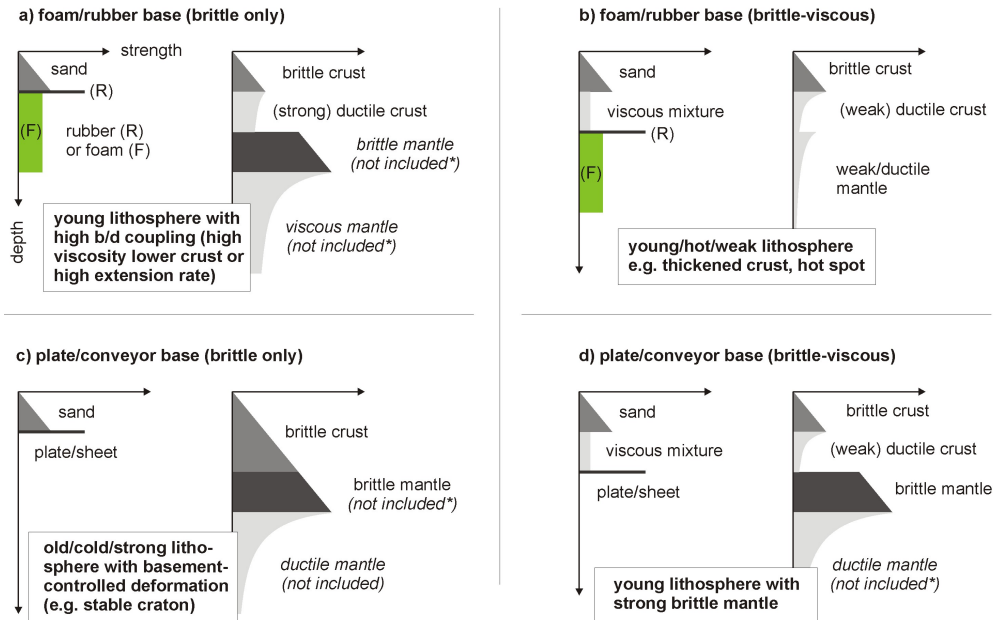 a) foam/rubber base (brittle only)
strength
sand
(R)
(F)
rubber (R)
or foam (F)
depth
brittle crust
(strong) ductile crust
brittle mantle
(not included*)
viscous mantle
(not included*)
young lithosphere with
high b/d coupling (high
viscosity lower crust or
high extension rate)
b) foam/rubber base (brittle-viscous)
sand
viscous mixture
(R)
(F)
brittle crust
(weak) ductile crust
weak/ductile
mantle
young/hot/weak lithosphere
e.g. thickened crust, hot spot
c) plate/conveyor base (brittle only)
sand
plate/sheet
brittle crust
brittle mantle
(not included*)
ductile mantle
(not included)
old/cold/strong litho-
sphere with basement-
controlled deformation
(e.g. stable craton)
d) plate/conveyor base (brittle-viscous)
sand
viscous mixture
plate/sheet
brittle crust
(weak) ductile crust
brittle mantle
ductile mantle
(not included*)
young lithosphere with
strong brittle mantle